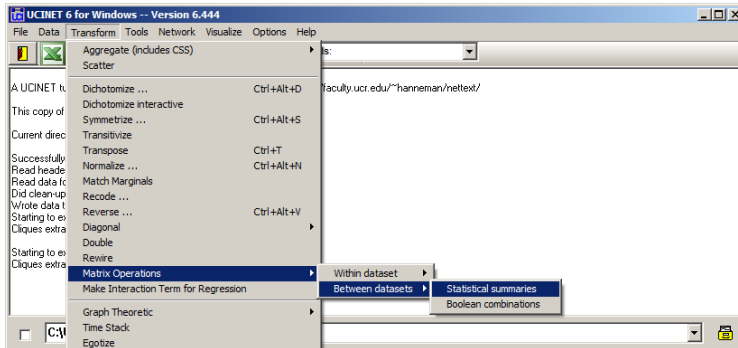 UCINET 6 for Windows -- Version 6.444
File Data Transform Tools Network Visualize Options Help
Aggregate (includes CSS)
ls:
Scatter
A UCINET tu
/faculty.ucr.edu/~hanneman/nettext/
Dichotomize ... Ctrl+Alt+D
Dichotomize interactive
This copy of
Symmetrize ... Ctrl+Alt+S
Current direc
Transitivize
Transpose Ctrl+T
Successfully
Normalize ... Ctrl+Alt+N
Read heade
Match Marginals
Read data fo
Did clean-up
Recode ...
Wrote data t
Reverse ... Ctrl+Alt+V
Starting to ex
Diagonal
Cliques extra
Double
Starting to ex
Rewire
Cliques extra
Matrix Operations Within dataset
Make Interaction Term for Regression Between datasets Statistical summaries
Boolean combinations
Graph Theoretic
Time Stack
C:\U
Egotize